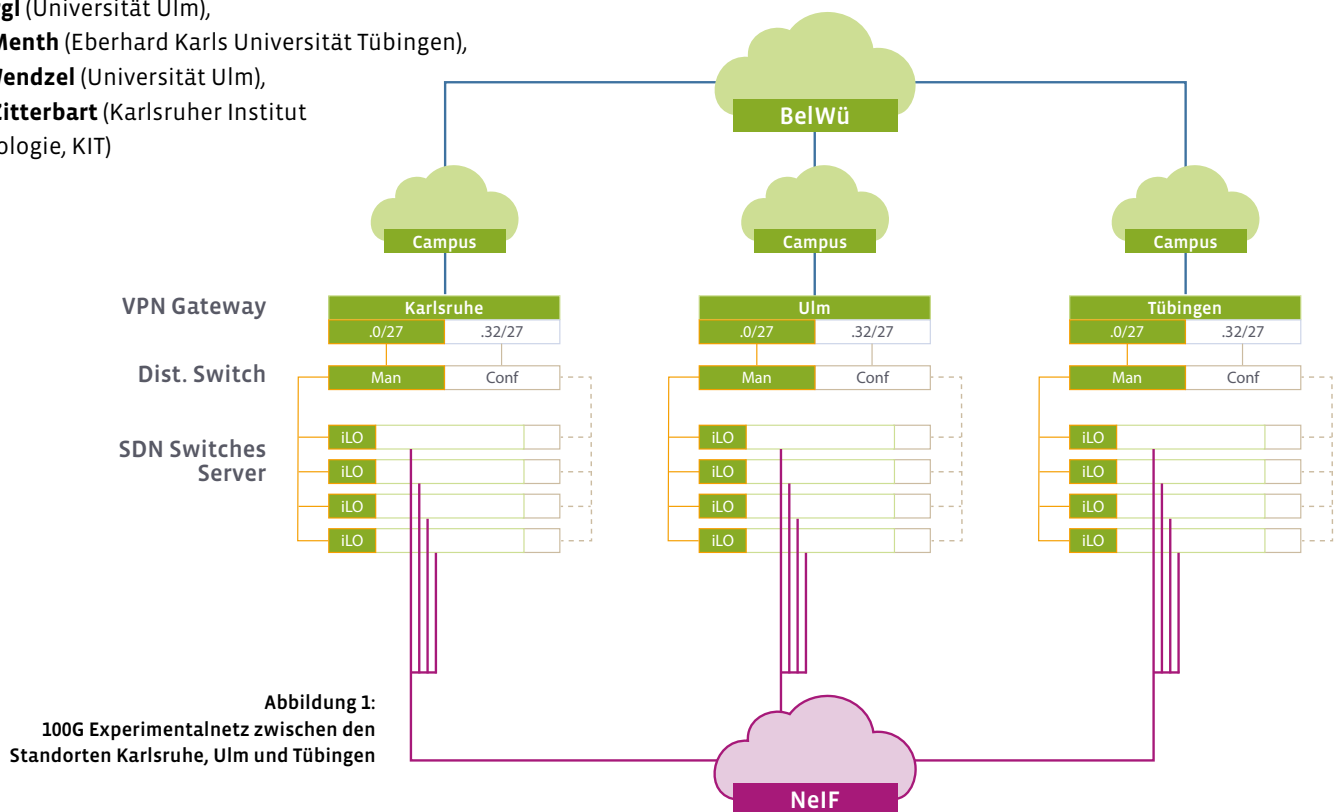 gl (Universität Ulm),
Menth (Eberhard Karls Universität Tübingen),
endzel (Universität Ulm),
Zitterbart (Karlsruher Institut
ologie, KIT)
BelWü
Campus
Campus
Campus
VPN Gateway
Karlsruhe
Ulm
Tübingen
.0/27
.32/27
.0/27
.32/27
.0/27
.32/27
Dist. Switch
Man
Conf
Man
Conf
Man
Conf
SDN Switches
Server
iLO
iLO
iLO
iLO
iLO
iLO
iLO
iLO
iLO
iLO
iLO
iLO
Abbildung 1:
100G Experimentalnetz zwischen den
Standorten Karlsruhe, Ulm und Tübingen
NeIF